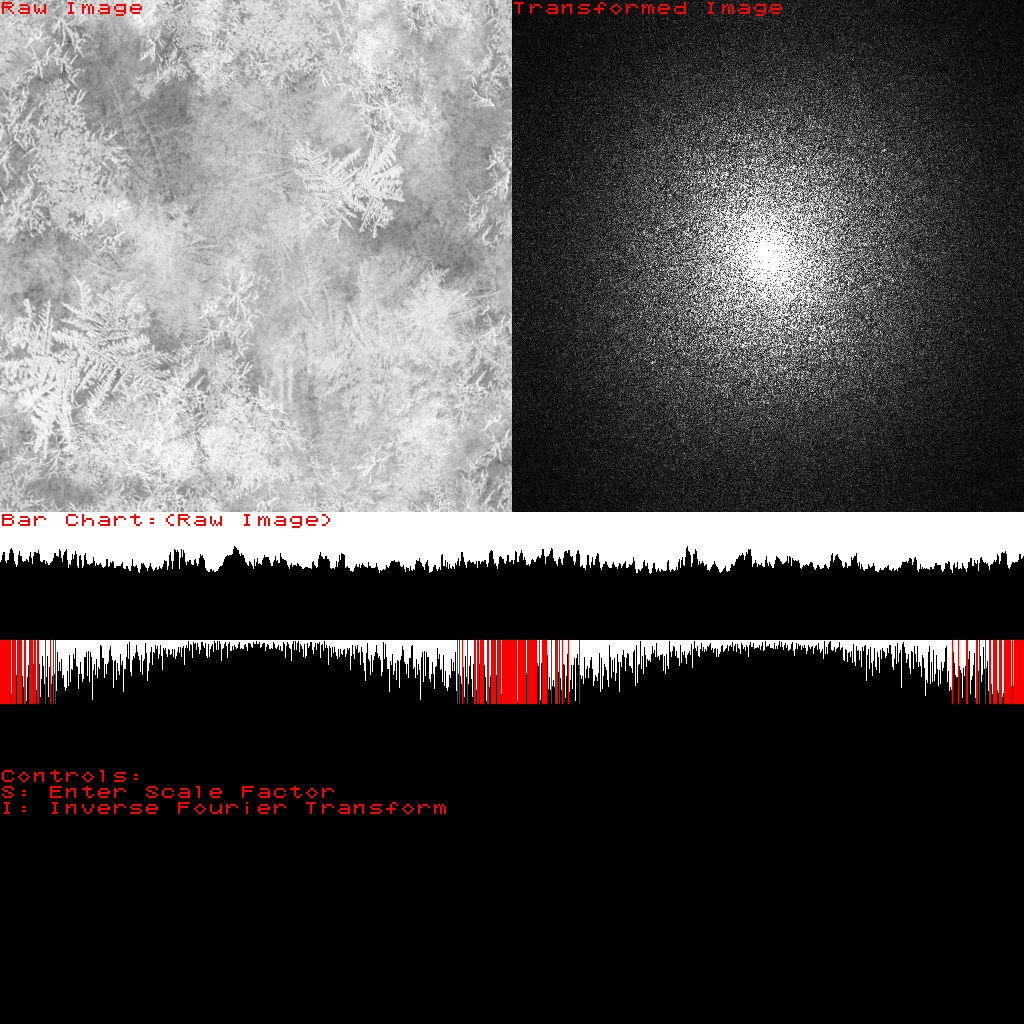 Raw Image
Transformed Image
Bar Chart:(Raw Image)
Controls:
S: Enter Scale Factor
I: Inverse Fourier Transform